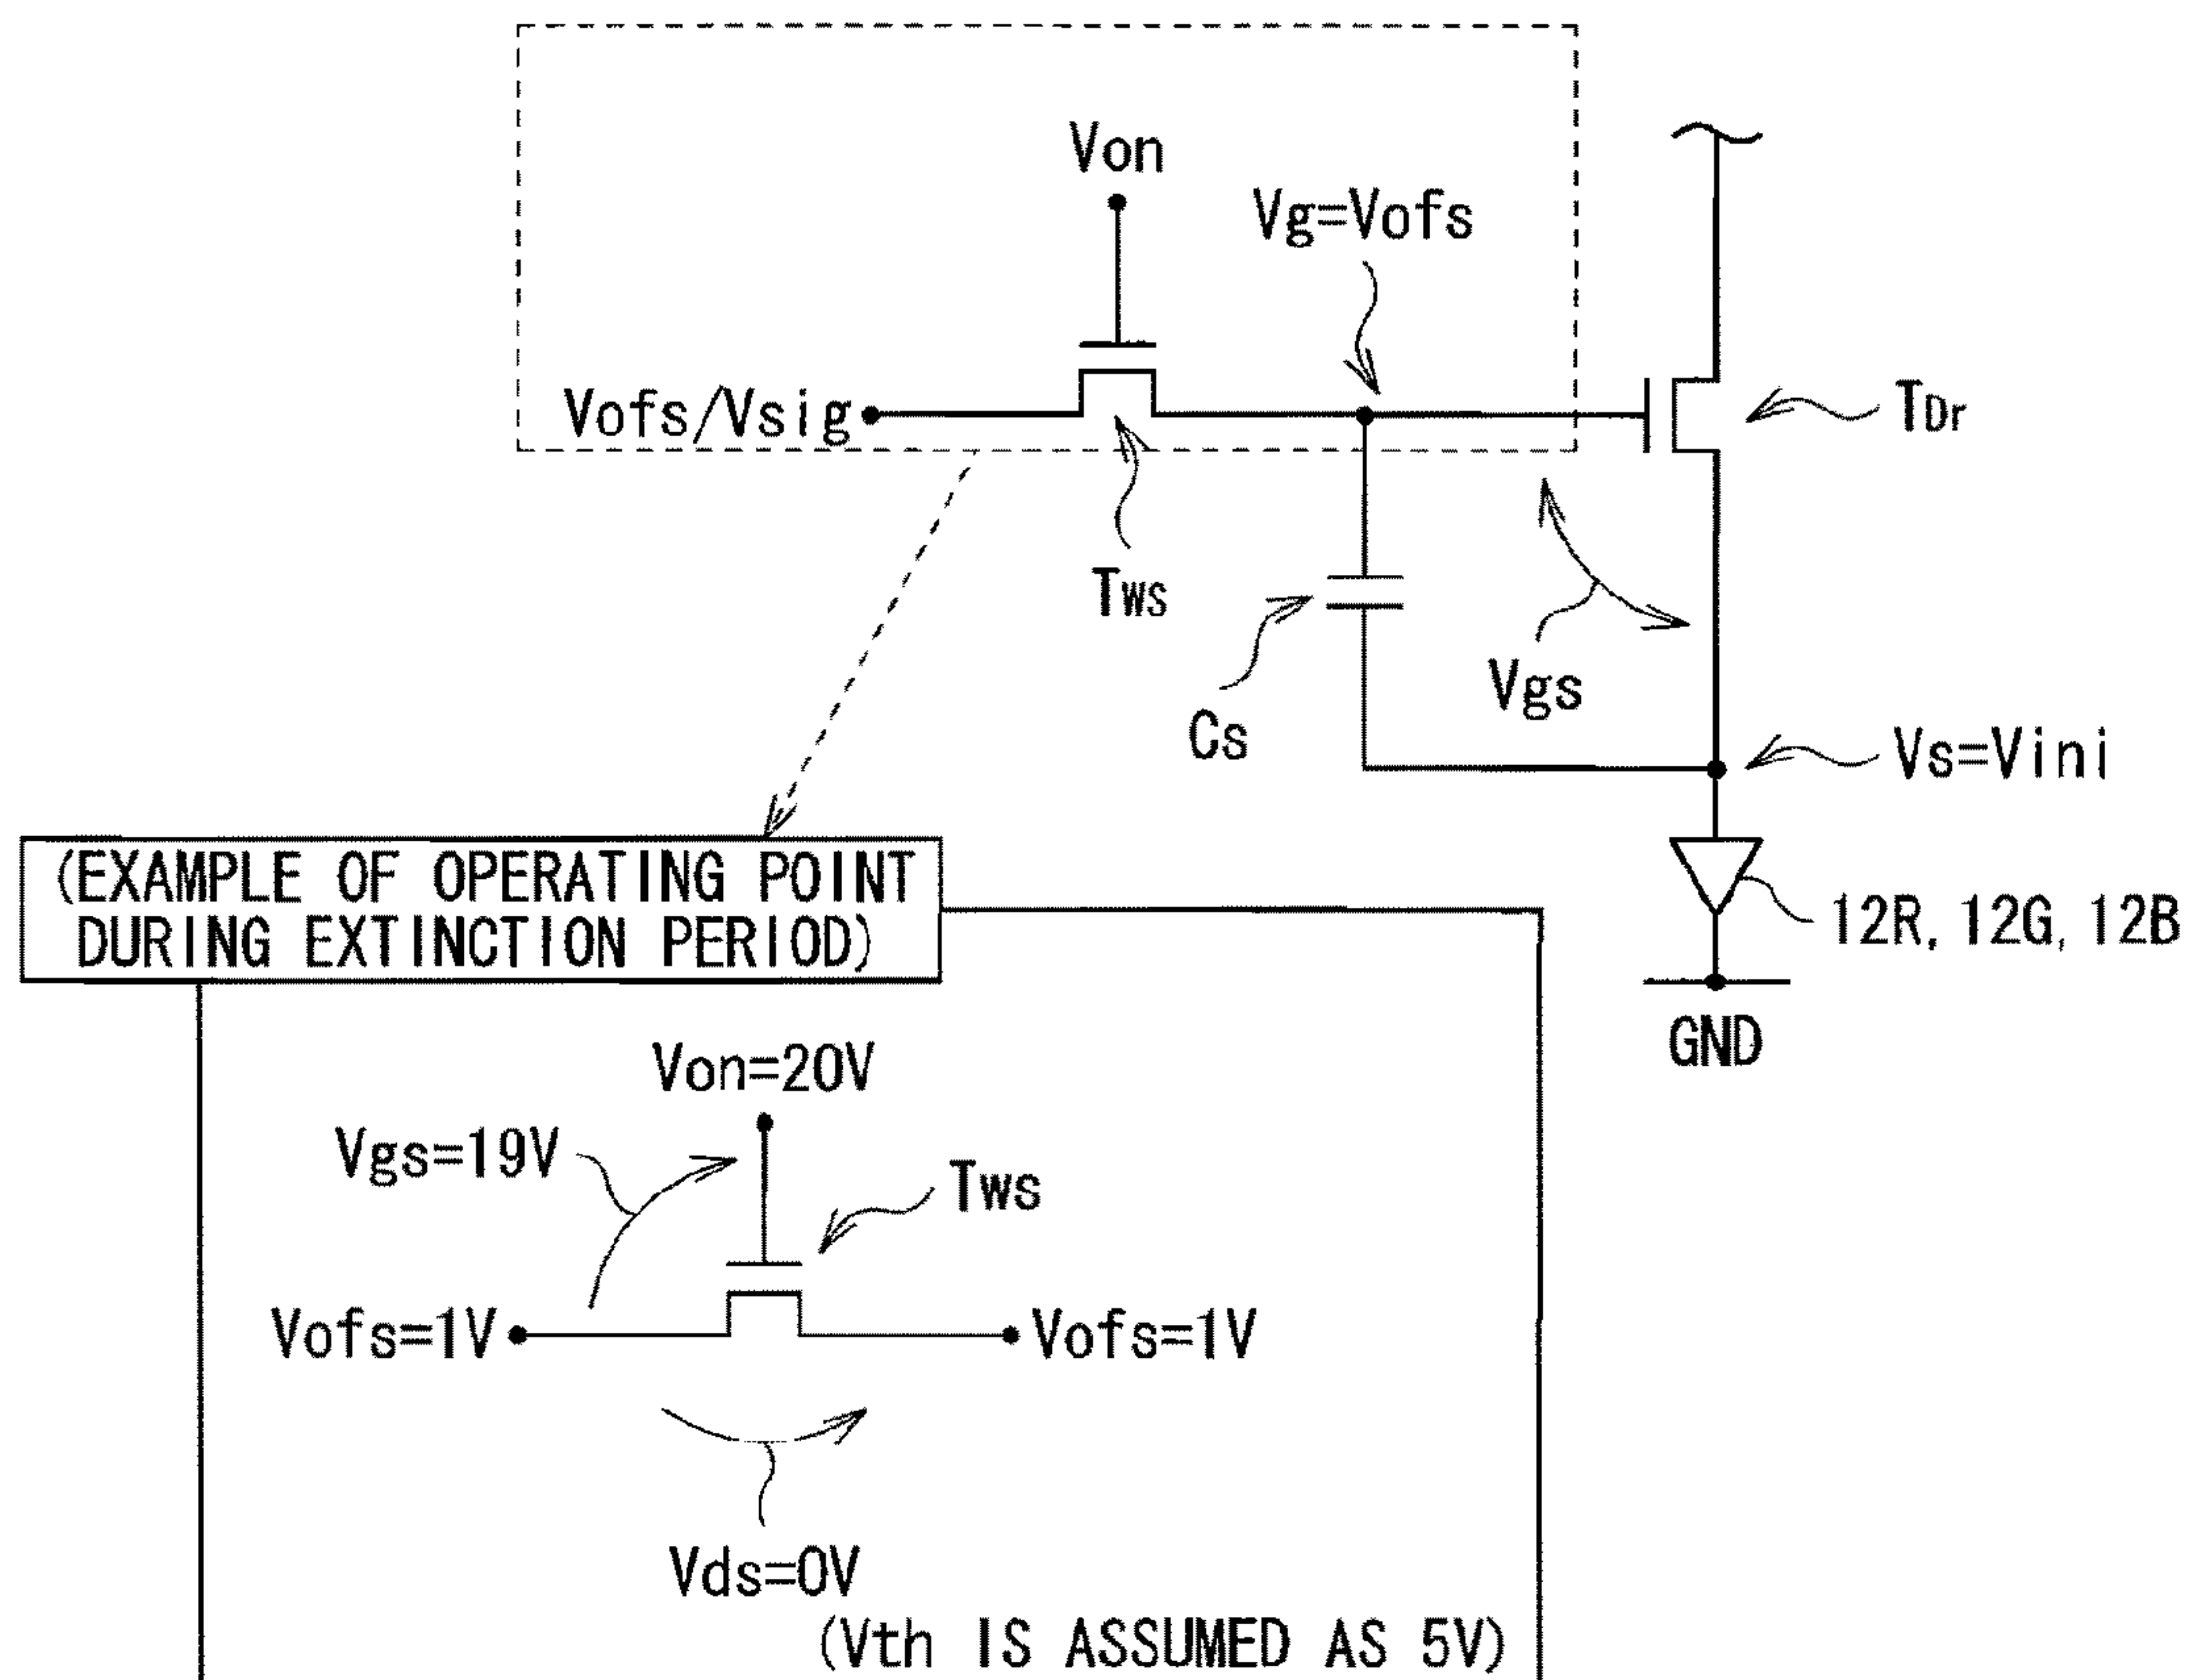 Von
Vg=Vofs
Vofs/Vsig
TDr
Tws
Vgs
Cs
Vs=Vini
(EXAMPLE OF OPERATING POINT
DURING EXTINCTION PERIOD)
12R, 12G, 12B
GND
Von=20V
Vgs=19V
Tws
Vofs=1V
Vofs=1V
Vds=0V
(Vth IS ASSUMED AS 5V)